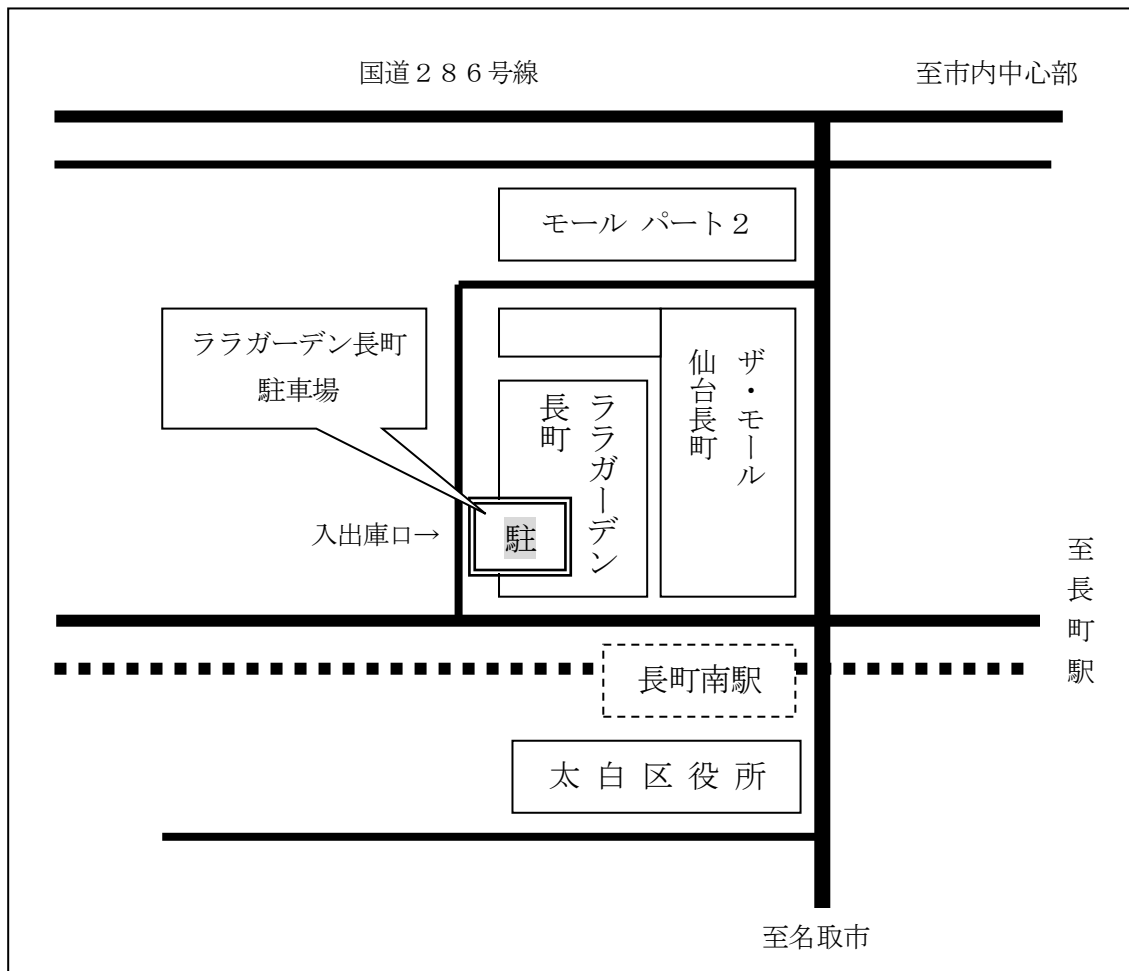 国道２８６号線
至市内中心部
モール パート２
ララガーデン長町
駐車場
ザ・モール
仙台長町
ララガーデン
長町
入出庫口→
駐
至長町駅
長町南駅
太白区役所
至名取市